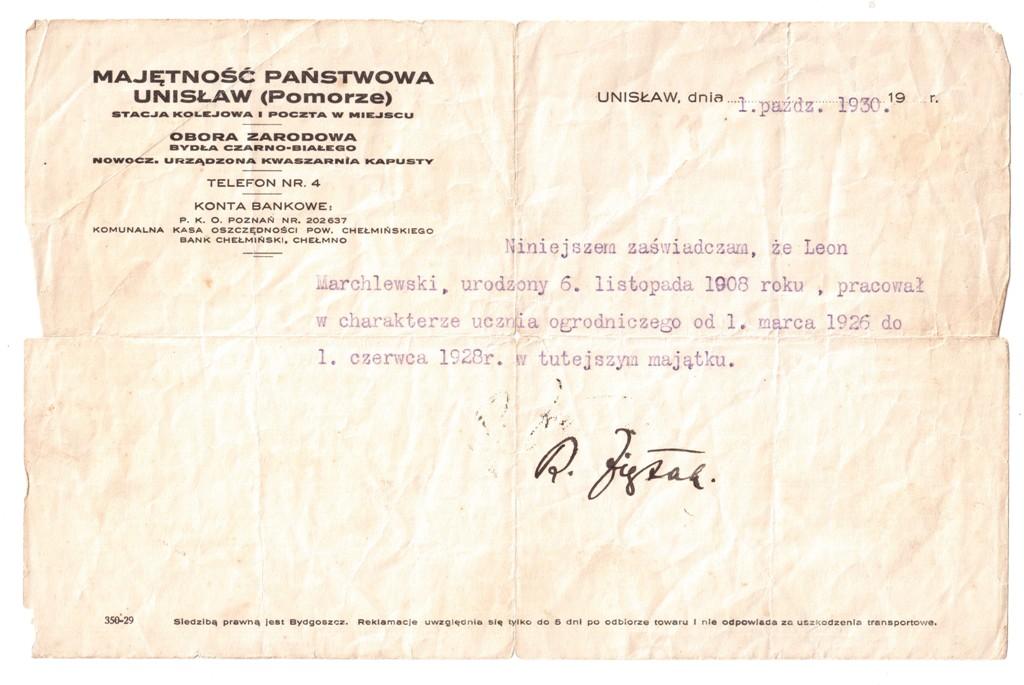 MAJĘTNOŚĆ PAŃSTWOWA
UNISŁAW (Pomorze)
STACJA KOLEJOWA I POCZTA W MIEJSCU
OBORA ZARODOWA
BYDŁA CZARNO-BIAŁEGO
NOWOCZ. URZĄDZONA KWASZARNIA KAPUSTY
TELEFON NR. 4
KONTA BANKOWE:
P. K. O. POZNAŃ NR. 202637
KOMUNALNA KASA OSZCZĘDNOŚCI POW. CHEŁMIŃSKIEGO
BANK CHEŁMIŃSKI, CHEŁMNO
UNISŁAW, dnia 1.paźdz. 1930. 19 r.
Niniejszem zaświadczam, że Leon
Marchlewski, urodzony 6. listopada 1908 roku , pracował
w charakterze ucznia ogrodniczego od 1. marca 1926 do
1. czerwca 1928r. w tutejszym majątku.
R.
350-29 Siedzibą prawną jest Bydgoszcz. Reklamacje uwzględnia się tylko do 5 dni po odbiorze towaru i nie odpowiada za uszkodzenia transportowe.